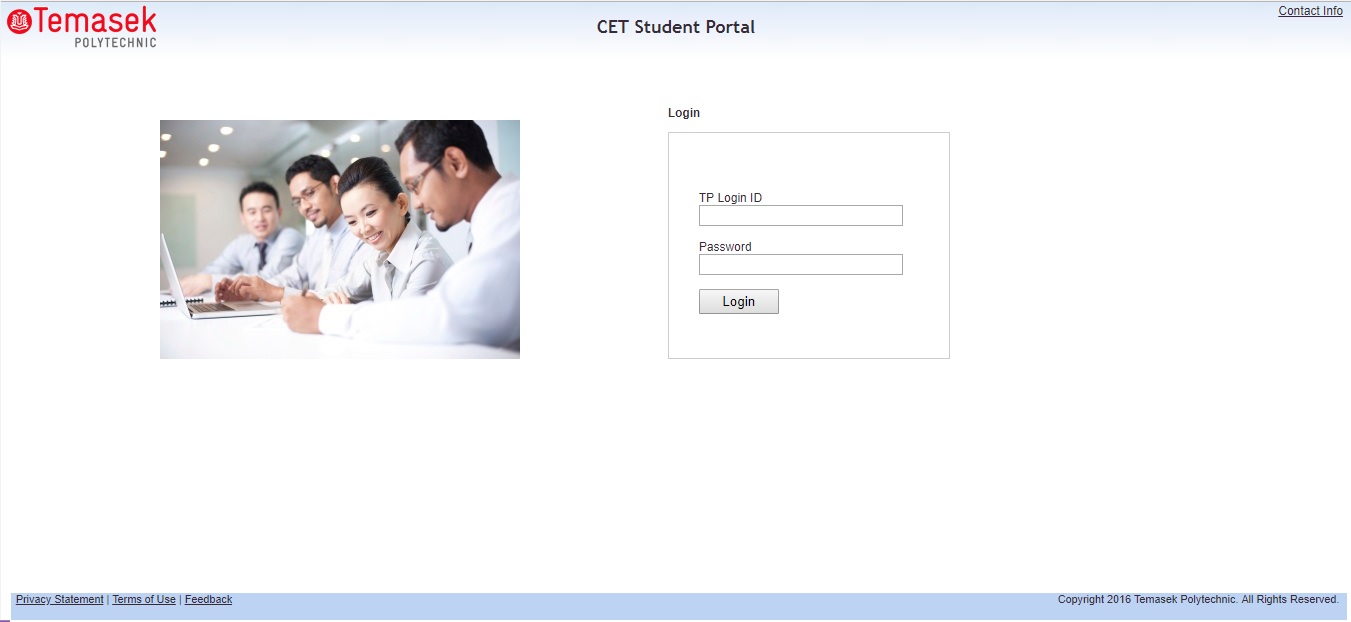 Temasek
POLYTECHNIC
CET Student Portal
Contact Info
Login
TP Login ID
Password
Login
Privacy Statement | Terms of Use | Feedback
Copyright 2016 Temasek Polytechnic. All Rights Reserved.